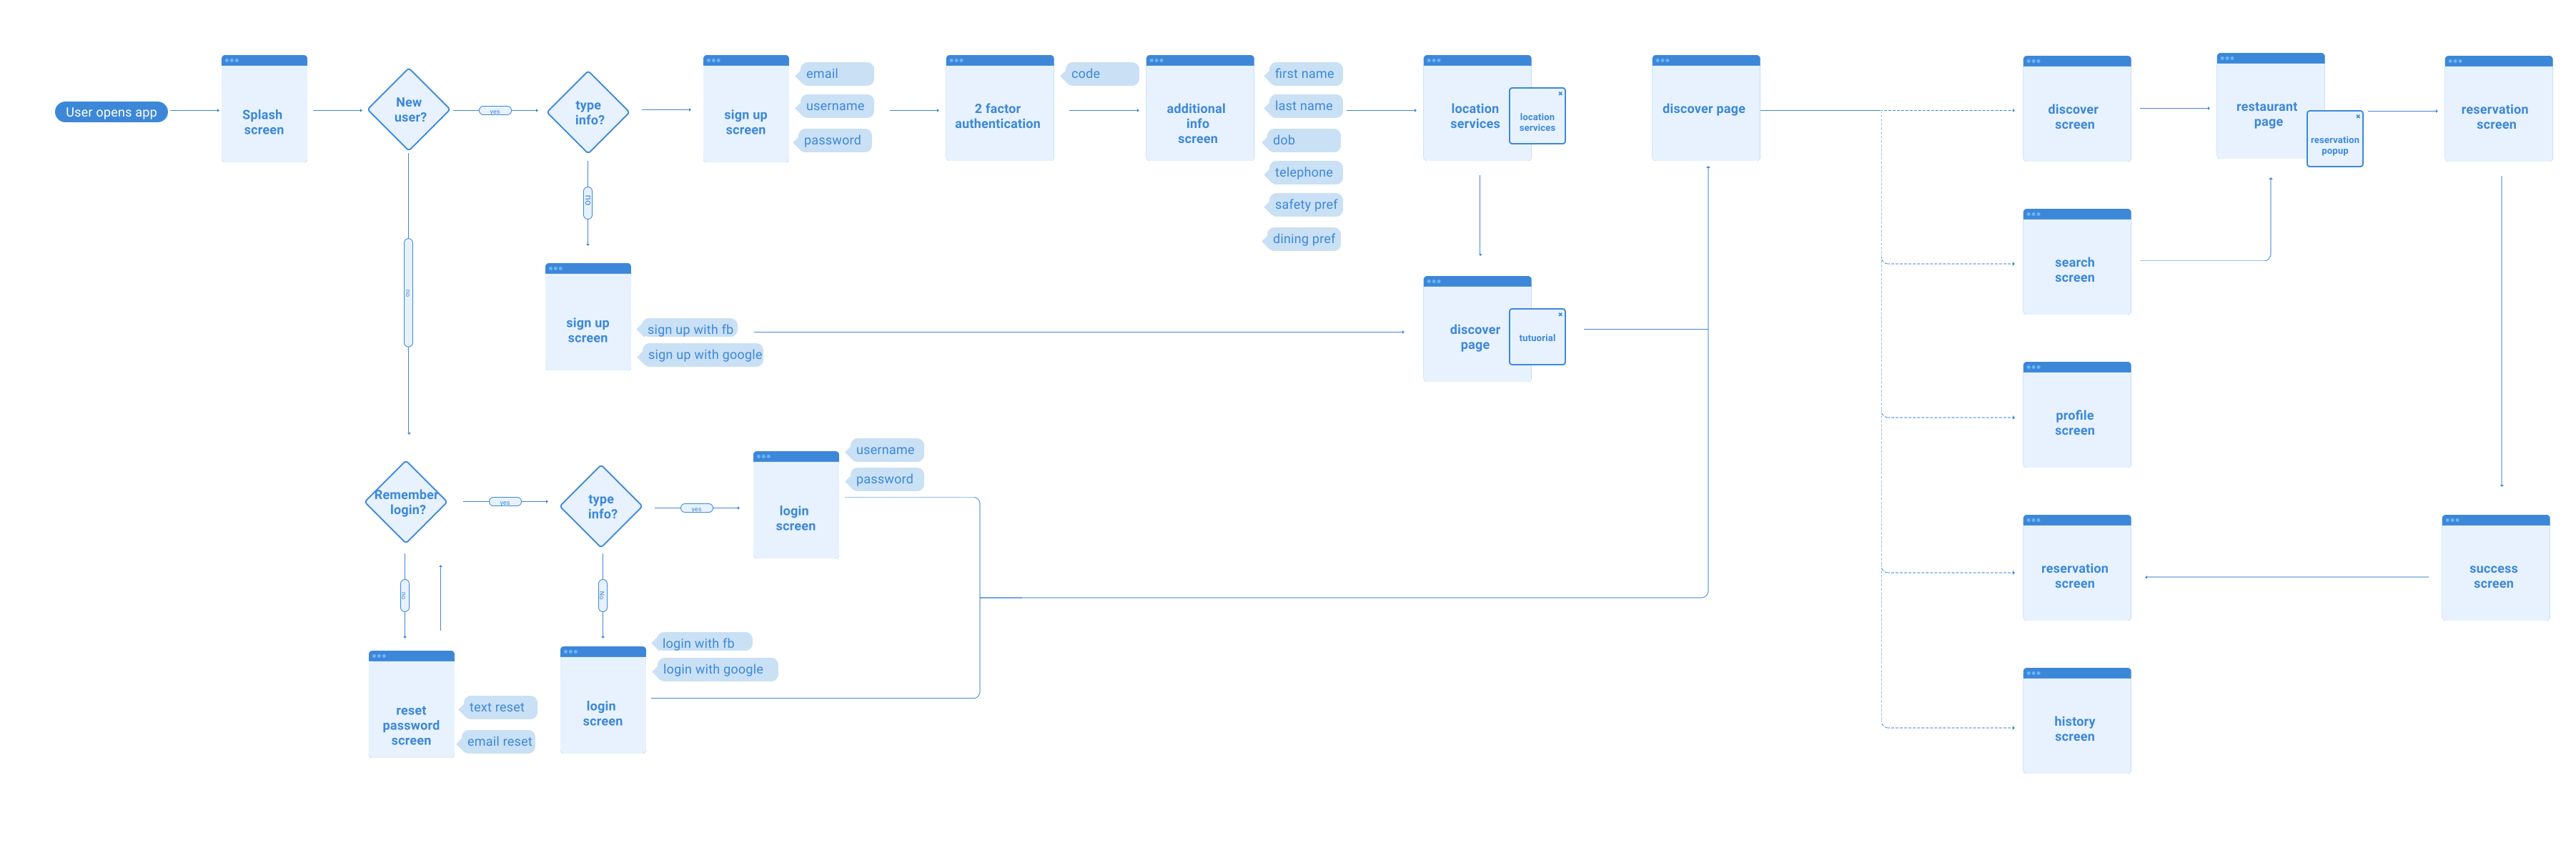 User opens app
Splash
screen
New
user?
yes
type
info?
sign up
screen
email
username
password
2 factor
authentication
code
additional
info
screen
first name
last name
dob
telephone
safety pref
dining pref
location
services
location
services
discover page
discover
screen
restaurant
page
reservation
popup
reservation
screen
no
no
search
screen
sign up
screen
sign up with fb
sign up with google
discover
page
tutuorial
profile
screen
Remember
login?
yes
type
info?
yes
login
screen
username
password
reservation
screen
success
screen
no
No
reset
password
screen
text reset
email reset
login
screen
login with fb
login with google
history
screen